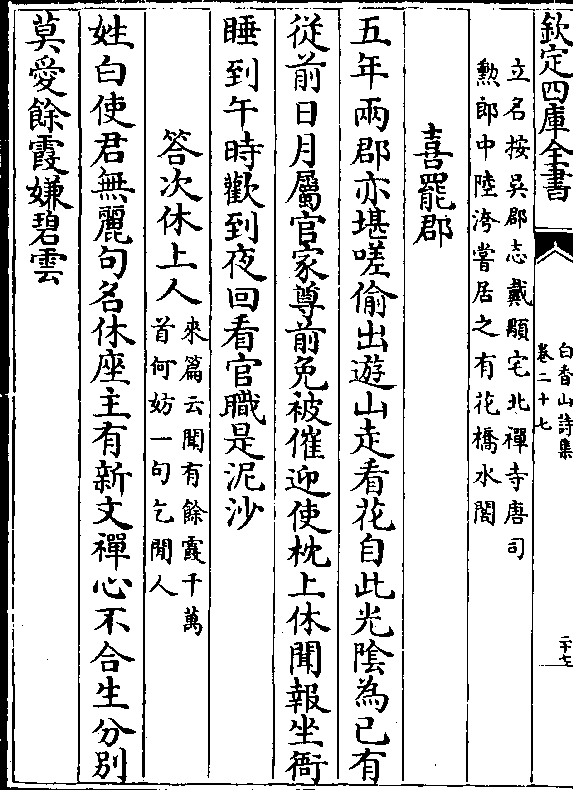 欽定四庫全書
白香山詩集
卷二十七
二十七
立名按吳郡志戴顒宅北禪寺唐司
勲郎中陸洿嘗居之有花橋水閣
喜罷郡
五年兩郡亦堪嗟偷出遊山走看花自此光陰為已有
從前日月屬官家尊前免被催迎使枕上休聞報坐衙
睡到午時歡到夜回看官職是泥沙
答次休上人
來篇云聞有餘霞千萬
首何妨一句乞閒人
姓白使君無麗句名休座主有新文禪心不合生分别
莫愛餘霞嫌碧雲